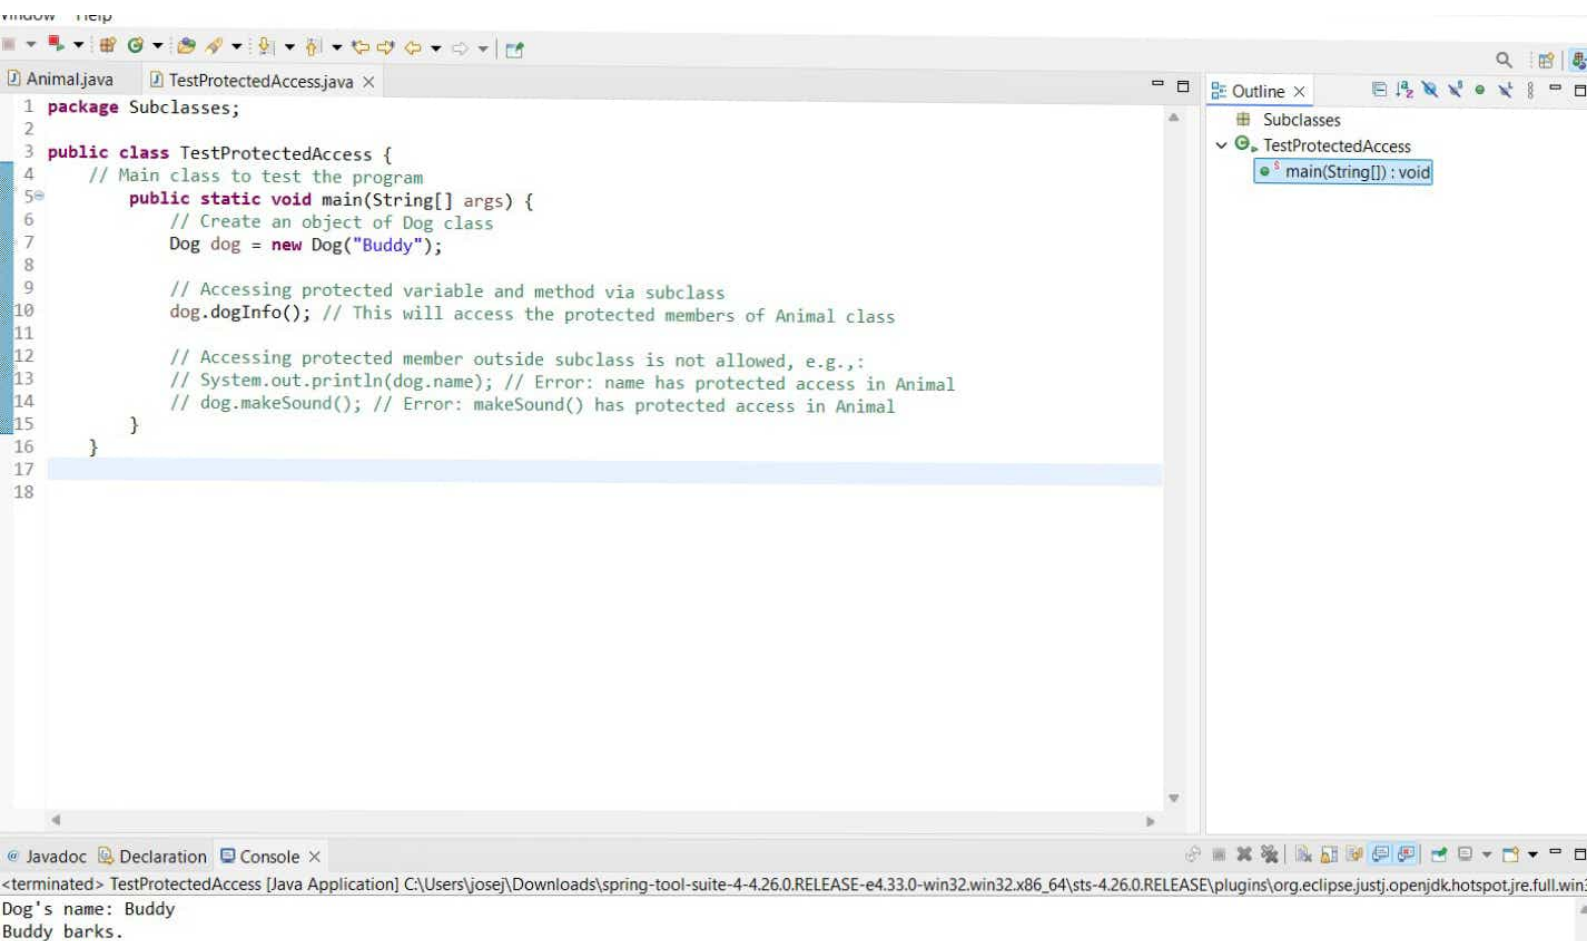 Window Help
Animal.java
TestProtectedAccess.java
Outline
1 package Subclasses;
2
3 public class TestProtectedAccess {
4 // Main class to test the program
5 public static void main(String[] args) {
6 // Create an object of Dog class
7 Dog dog = new Dog("Buddy");
8
9 // Accessing protected variable and method via subclass
10 dog.dogInfo(); // This will access the protected members of Animal class
11
12 // Accessing protected member outside subclass is not allowed, e.g.,:
13 // System.out.println(dog.name); // Error: name has protected access in Animal
14 // dog.makeSound(); // Error: makeSound() has protected access in Animal
15 }
16 }
17
18
Subclasses
TestProtectedAccess
main(String[]) : void
Javadoc Declaration Console
<terminated> TestProtectedAccess [Java Application] C:\Users\josej\Downloads\spring-tool-suite-4-4.26.0.RELEASE-e4.33.0-win32.win32.x86_64\sts-4.26.0.RELEASE\plugins\org.eclipse.justj.openjdk.hotspot.jre.full.win3
Dog's name: Buddy
Buddy barks.